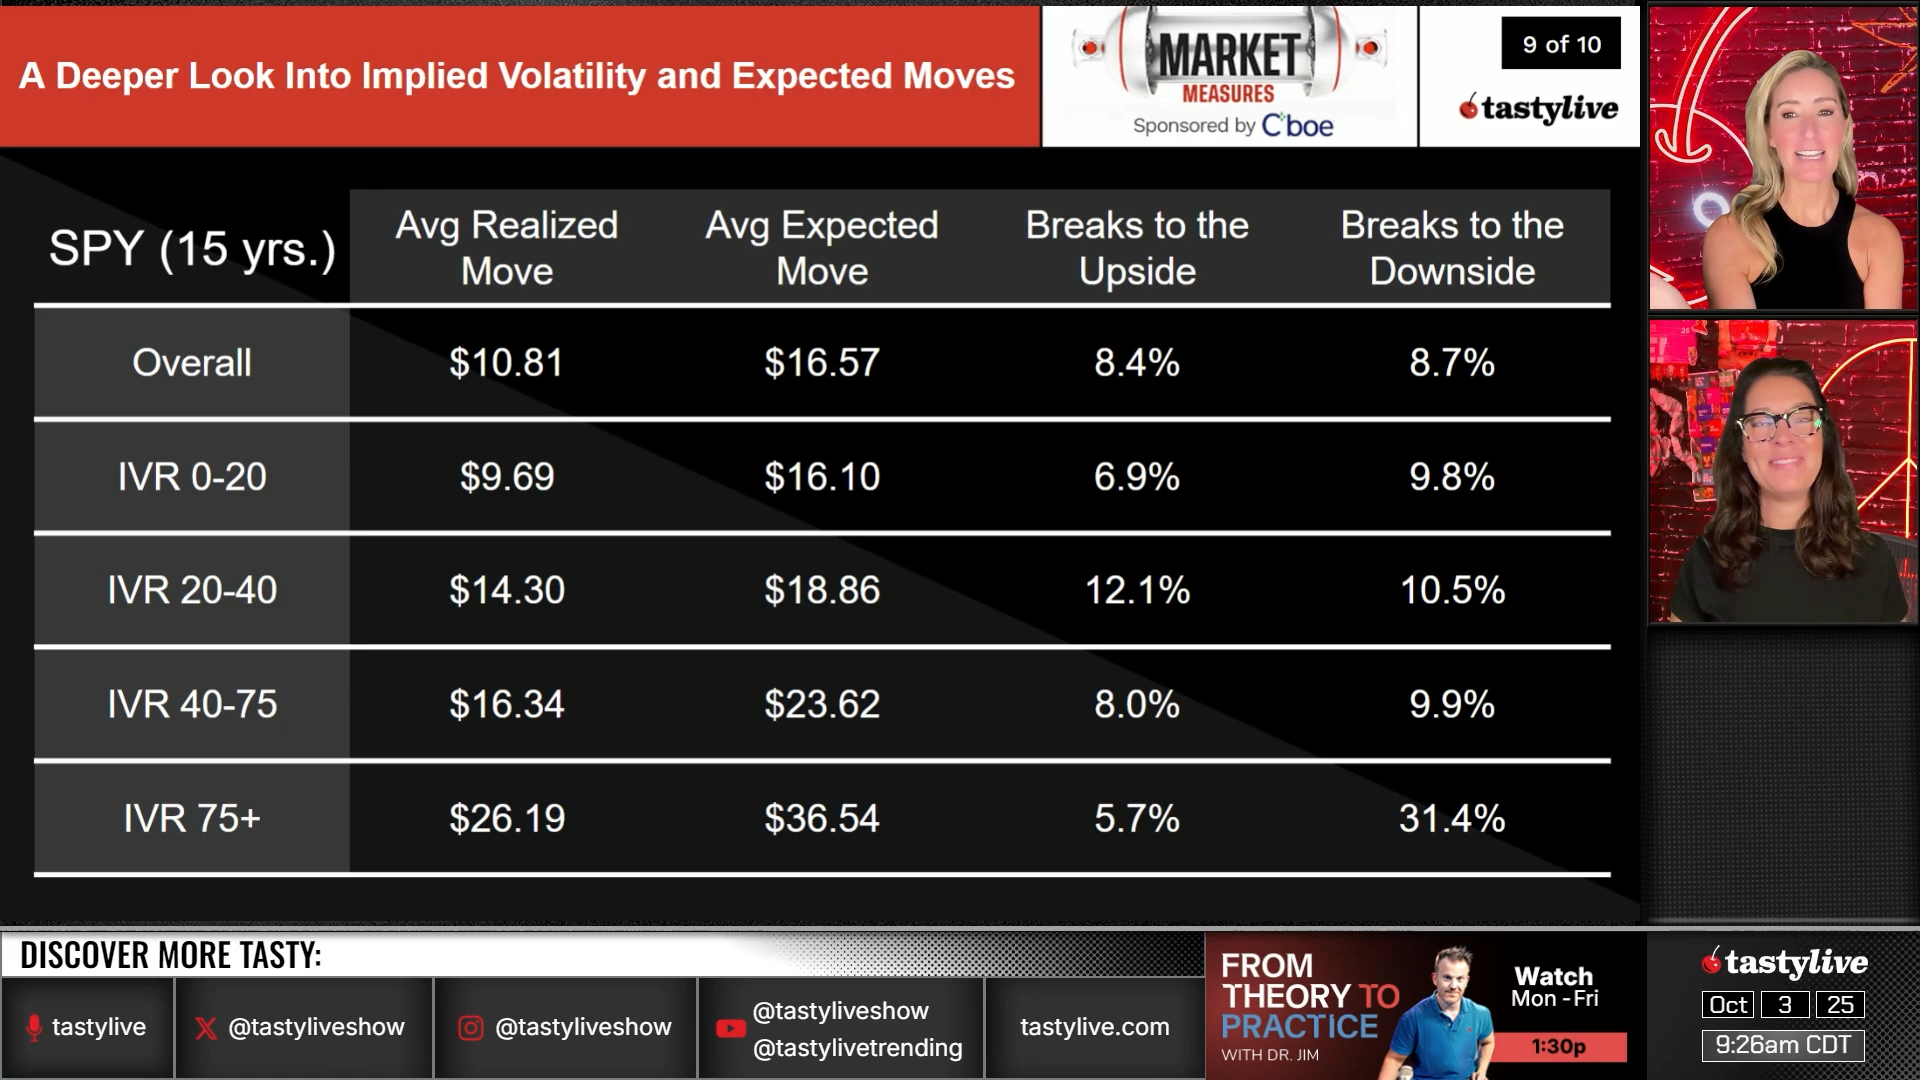 A Deeper Look Into Implied Volatility and Expected Moves
MARKET
MEASURES
Sponsored by Cboe
9 of 10
tastylive
SPY (15 yrs.)
Avg Realized Move
Avg Expected Move
Breaks to the Upside
Breaks to the Downside
Overall $10.81 $16.57 8.4% 8.7%
IVR 0-20 $9.69 $16.10 6.9% 9.8%
IVR 20-40 $14.30 $18.86 12.1% 10.5%
IVR 40-75 $16.34 $23.62 8.0% 9.9%
IVR 75+ $26.19 $36.54 5.7% 31.4%
DISCOVER MORE TASTY:
tastylive
@tastyliveshow
@tastyliveshow
@tastyliveshow
@tastylivetrending
tastylive.com
FROM
THEORY TO
PRACTICE
WITH DR. JIM
Watch
Mon - Fri
1:30p
tastylive
Oct 3 25
9:26am CDT